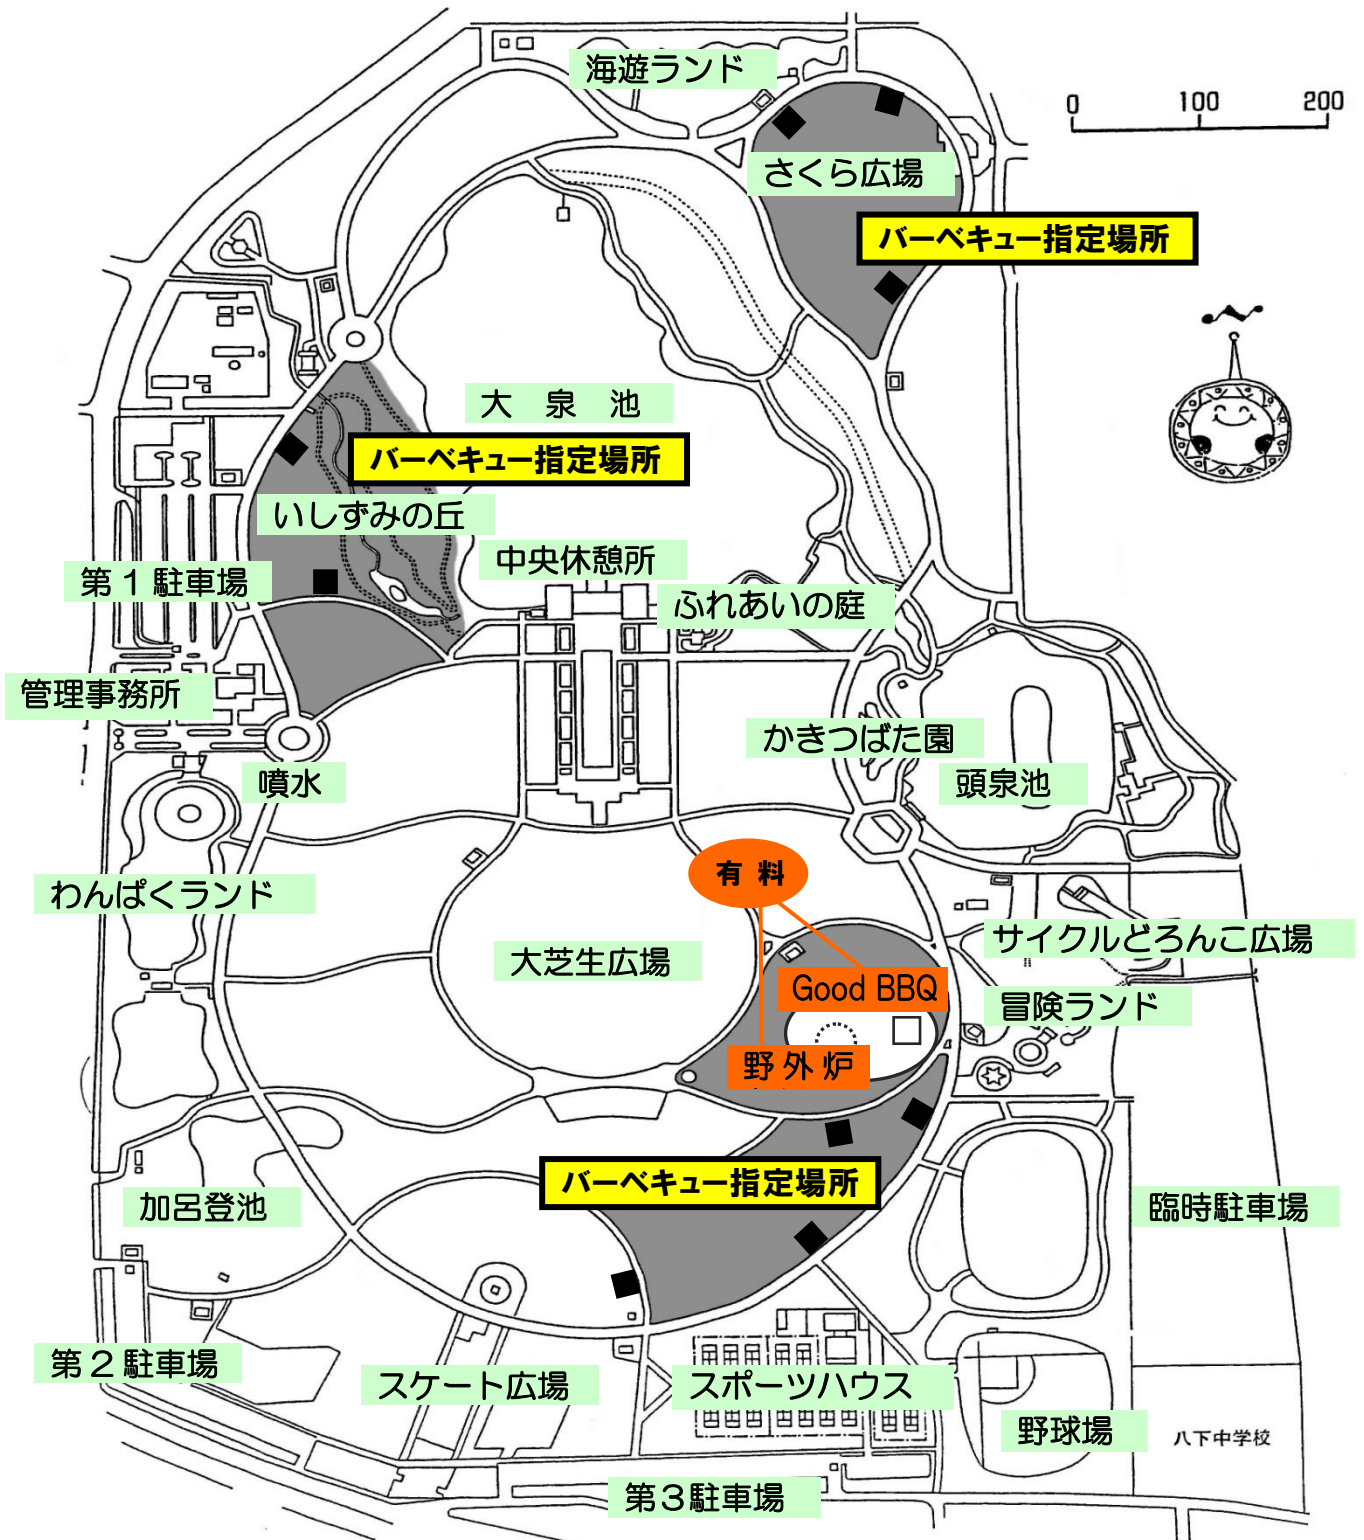 海遊ランド
0 100 200
さくら広場
バーベキュー指定場所
大 泉 池
バーベキュー指定場所
いしずみの丘
中央休憩所
第1駐車場
ふれあいの庭
管理事務所
かきつばた園
噴水
頭泉池
有 料
わんぱくランド
サイクルどろんこ広場
大芝生広場
Good BBQ
冒険ランド
野 外 炉
バーベキュー指定場所
加呂登池
臨時駐車場
第2駐車場
スケート広場
スポーツハウス
野球場
八下中学校
第3駐車場